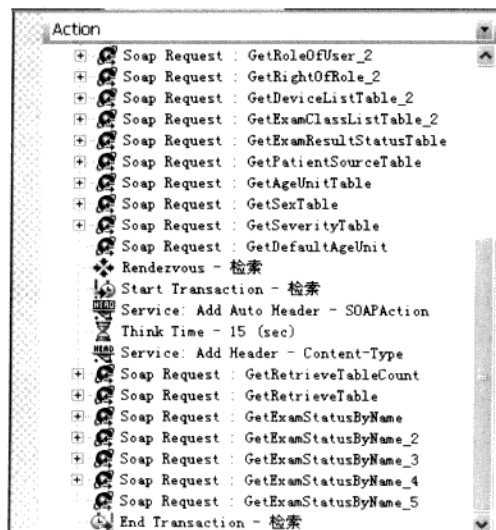 Action
Soap Request : GetRoleOfUser_2
Soap Request : GetRightOfRole_2
Soap Request : GetDeviceListTable_2
Soap Request : GetExamClassListTable_2
Soap Request : GetExamResultStatusTable
Soap Request : GetPatientSourceTable
Soap Request : GetAgeUnitTable
Soap Request : GetSexTable
Soap Request : GetSeverityTable
Soap Request : GetDefaultAgeUnit
Rendezvous - 检索
Start Transaction - 检索
HEAD Service: Add Auto Header - SOAPAction
Think Time - 15 (sec)
HEAD Service: Add Header - Content-Type
Soap Request : GetRetrieveTableCount
Soap Request : GetRetrieveTable
Soap Request : GetExamStatusByName
Soap Request : GetExamStatusByName_2
Soap Request : GetExamStatusByName_3
Soap Request : GetExamStatusByName_4
Soap Request : GetExamStatusByName_5
End Transaction - 检索